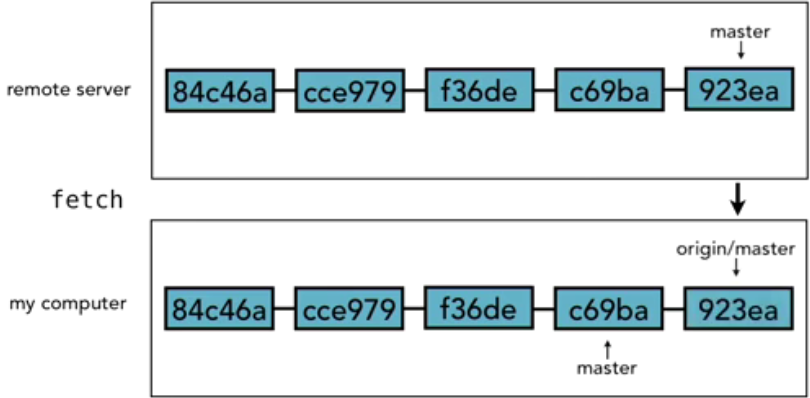 master
remote server
84c46a cce979 f36de c69ba 923ea
fetch
origin/master
my computer
84c46a cce979 f36de c69ba 923ea
master